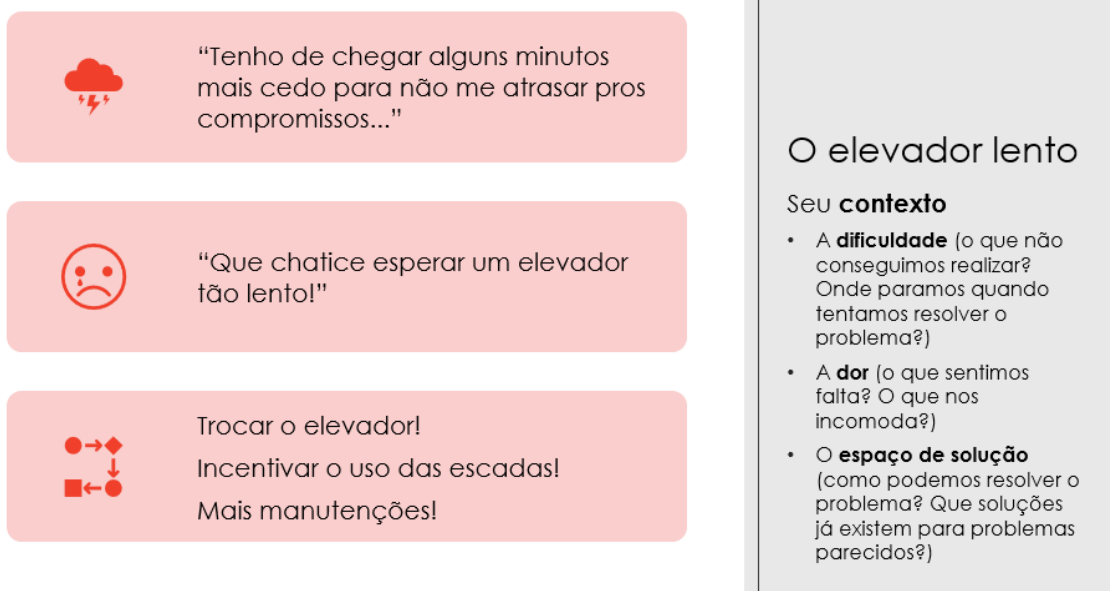 “Tenho de chegar alguns minutos
mais cedo para não me atrasar pros
compromissos...”
“Que chatice esperar um elevador
tão lento!”
Trocar o elevador!
Incentivar o uso das escadas!
Mais manutenções!
O elevador lento
Seu contexto
• A dificuldade (o que não
conseguimos realizar?
Onde paramos quando
tentamos resolver o
problema?)
• A dor (o que sentimos
falta? O que nos
incomoda?)
• O espaço de solução
(como podemos resolver o
problema? Que soluções
já existem para problemas
parecidos?)